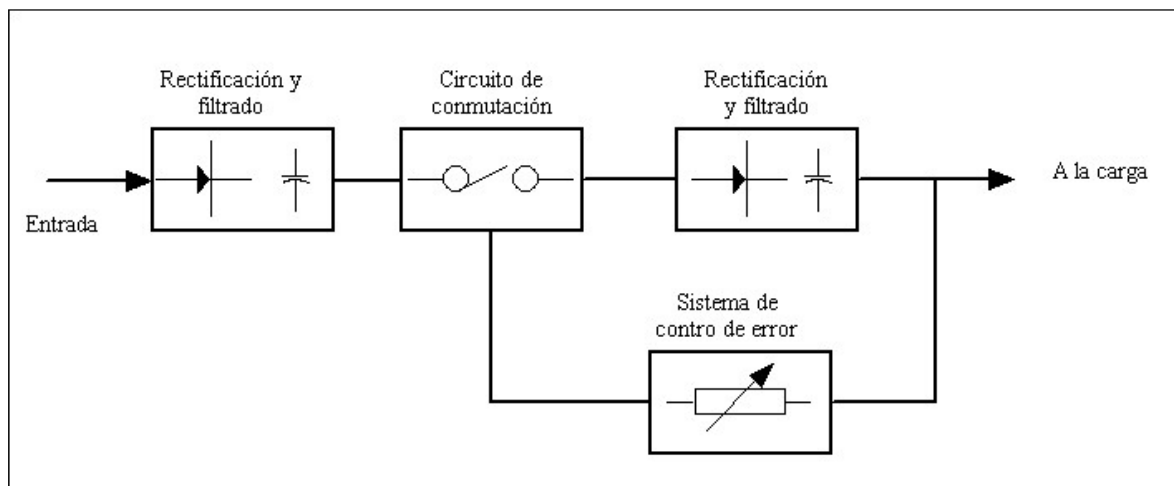 Rectificación y
filtrado
Circuito de
conmutación
Rectificación
y filtrado
A la carga
Entrada
Sistema de
contro de error